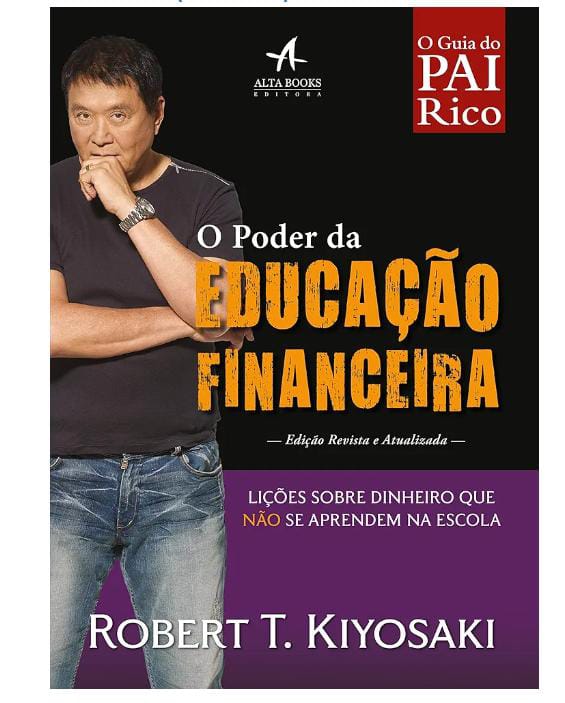 ALTA BOOKS
EDITORA
O Guia do
PAI
Rico
O Poder da
EDUCAÇÃO
FINANCEIRA
— Edição Revista e Atualizada —
LIÇÕES SOBRE DINHEIRO QUE
NÃO SE APRENDEM NA ESCOLA
ROBERT T. KIYOSAKI